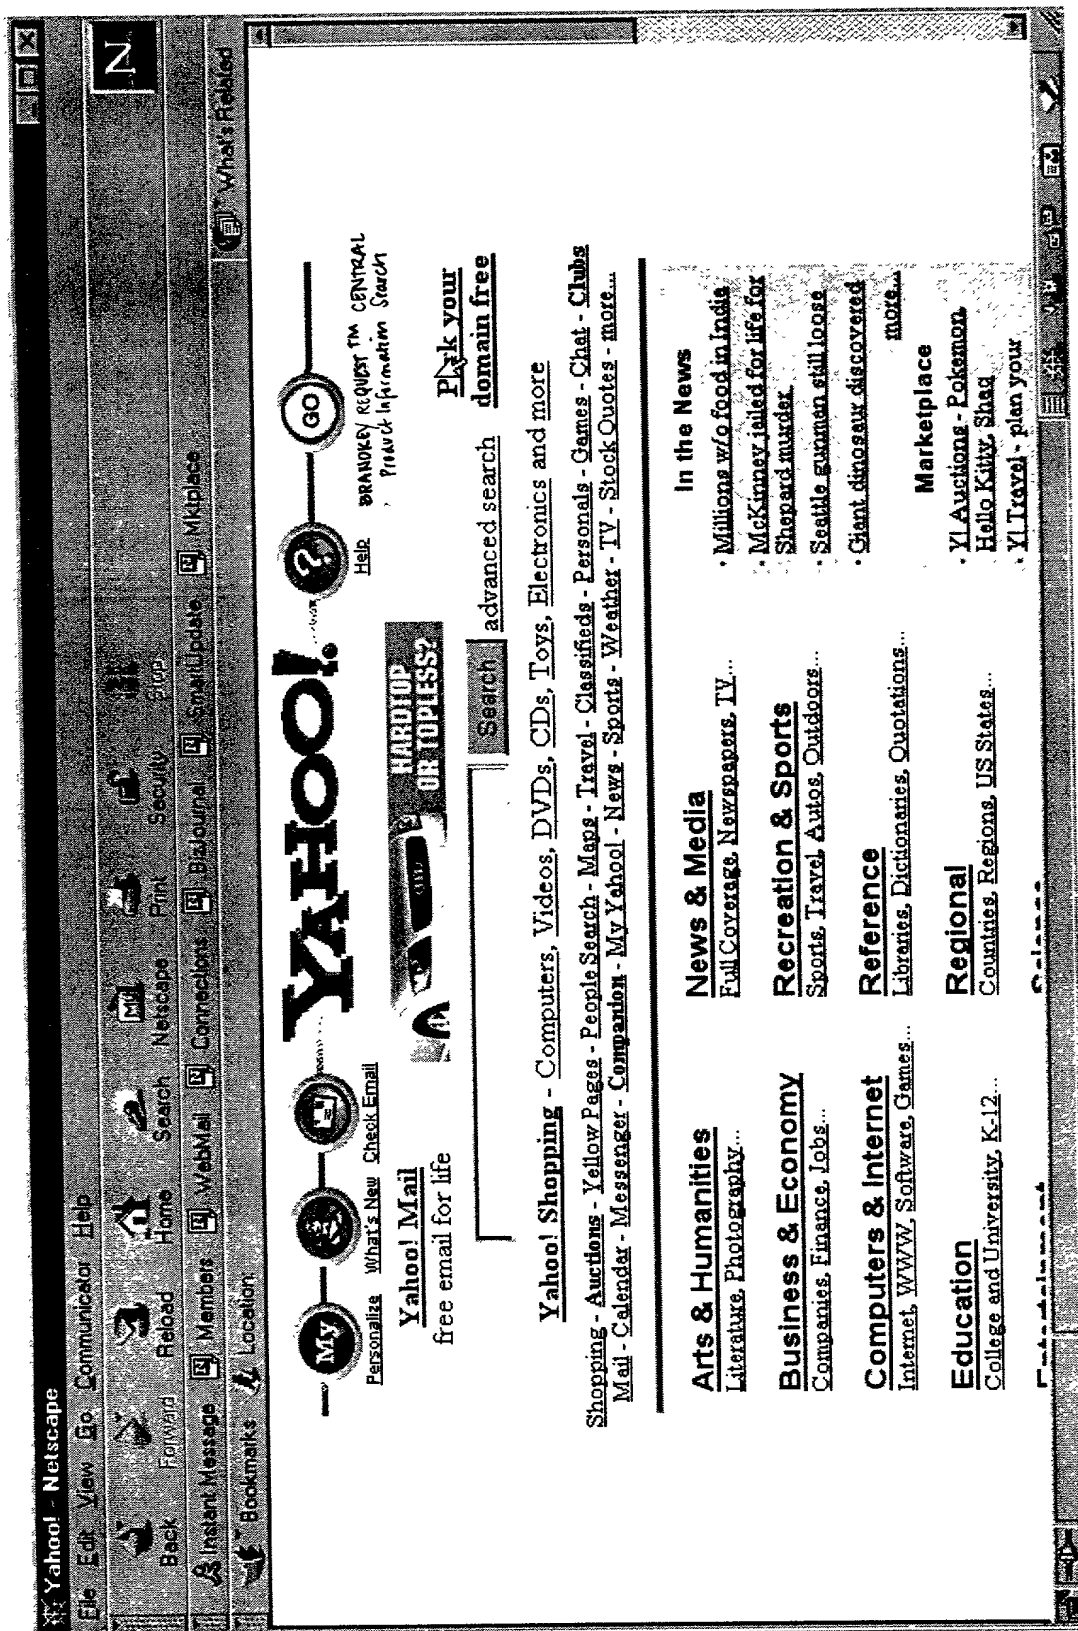 Yahoo! - Netscape
File Edit View Go Communicator Help
Back Forward Reload Home Search Netscape Print Security Stop
N
Instant Message Members WebMail Connections BizJournal SmartUpdate Mktplace
Bookmarks Location: What's Related
My YAHOO! ? GO
Personalize What's New Check Email Help
BRANDKEY REQUEST TM CENTRAL
Product Information Search
Yahoo! Mail
free email for life
HARDTOP
OR TOPLESS?
Pick your
domain free
Search advanced search
Yahoo! Shopping - Computers, Videos, DVDs, CDs, Toys, Electronics and more
Shopping - Auctions - Yellow Pages - People Search - Maps - Travel - Classifieds - Personals - Games - Chat - Clubs
Mail - Calendar - Messenger - Companion - My Yahoo! - News - Sports - Weather - TV - Stock Quotes - more...
Arts & Humanities
Literature, Photography...
Business & Economy
Companies, Finance, Jobs...
Computers & Internet
Internet, WWW, Software, Games...
Education
College and University, K-12...
Entertainment
News & Media
Full Coverage, Newspapers, TV...
Recreation & Sports
Sports, Travel, Autos, Outdoors...
Reference
Libraries, Dictionaries, Quotations...
Regional
Countries, Regions, US States...
Science
In the News
· Millions w/o food in India
· McKinney jailed for life for
Shepard murder
· Seattle gunman still loose
· Giant dinosaur discovered
more...
Marketplace
· Y! Auctions - Pokemon,
Hello Kitty, Shaq
· Y! Travel - plan your